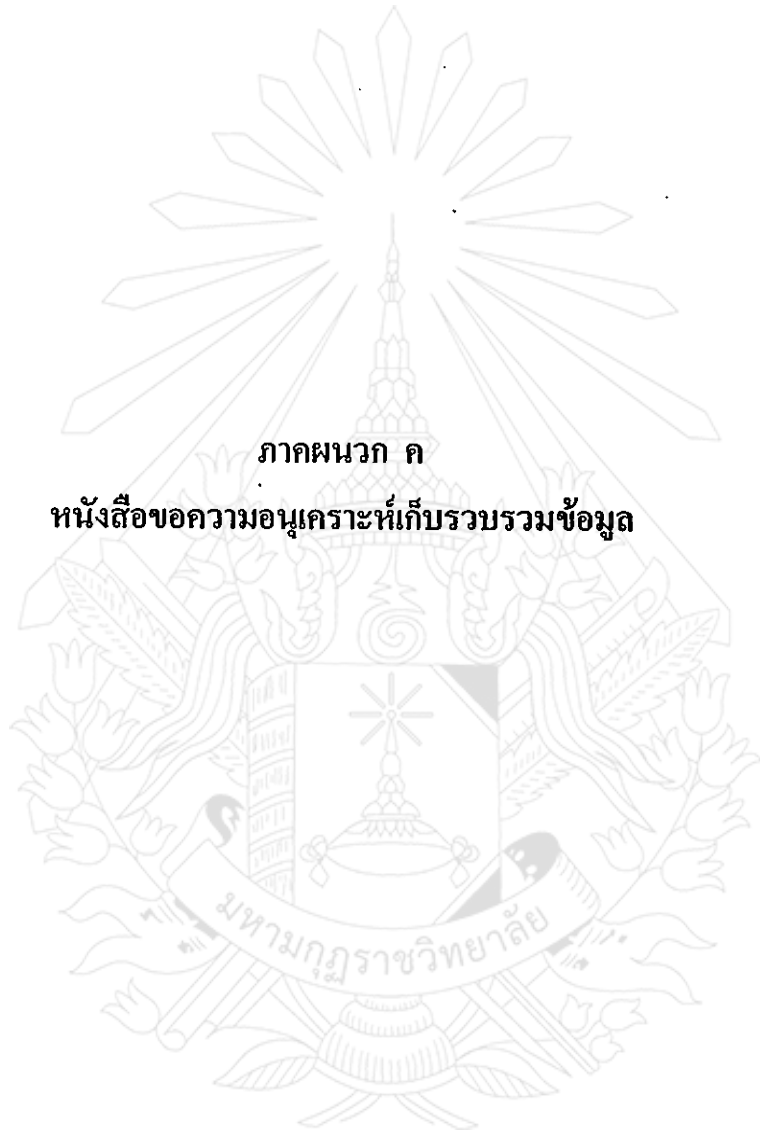 ภาคผนวก ค
หนังสือขอความอนุเคราะห์เก็บรวบรวมข้อมูล
มหามกุฏราชวิทยาลัย